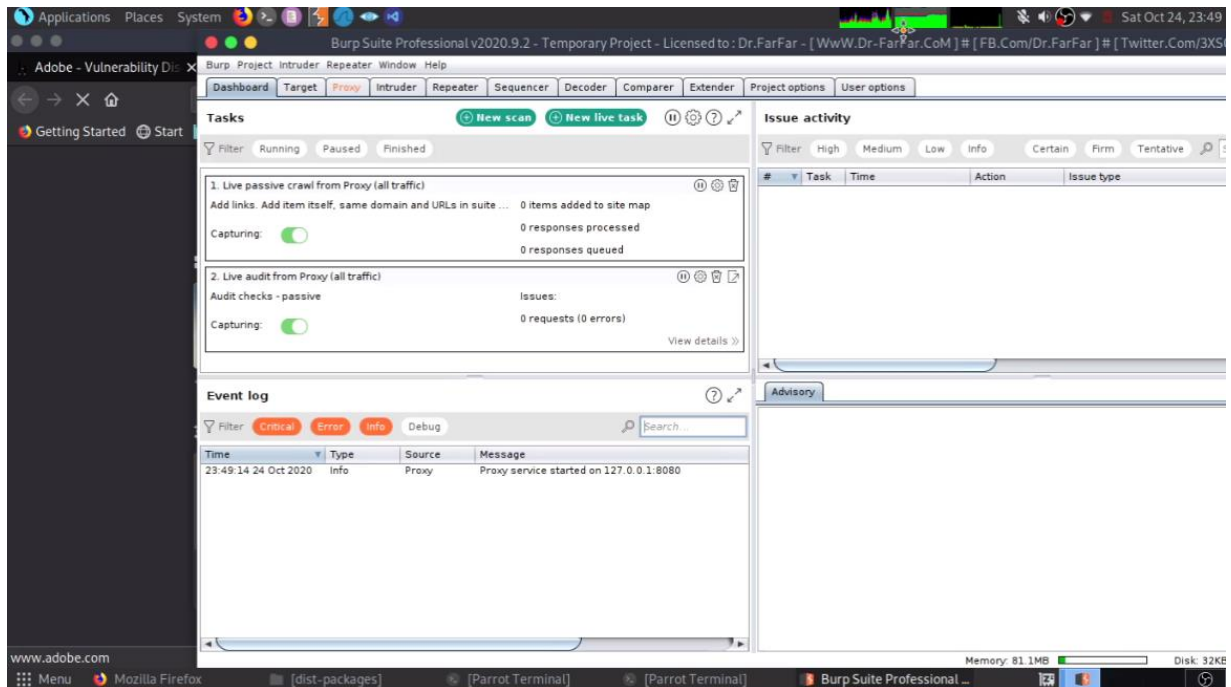 Applications Places System
Sat Oct 24, 23:49
Burp Suite Professional v2020.9.2 - Temporary Project - Licensed to : Dr.FarFar - [ WwW.Dr-FarFar.CoM ] # [ FB.Com/Dr.FarFar ] # [ Twitter.Com/3XS0
Adobe - Vulnerability Dis
Burp Project Intruder Repeater Window Help
Dashboard Target Proxy Intruder Repeater Sequencer Decoder Comparer Extender Project options User options
Getting Started Start
Tasks
New scan New live task
Filter Running Paused Finished
1. Live passive crawl from Proxy (all traffic)
Add links. Add item itself, same domain and URLs in suite ... 0 items added to site map
Capturing: 0 responses processed
0 responses queued
2. Live audit from Proxy (all traffic)
Audit checks - passive Issues:
Capturing: 0 requests (0 errors)
View details »
Issue activity
Filter High Medium Low Info Certain Firm Tentative
# Task Time Action Issue type
Event log
Filter Critical Error Info Debug Search...
Time Type Source Message
23:49:14 24 Oct 2020 Info Proxy Proxy service started on 127.0.0.1:8080
Advisory
www.adobe.com
Memory: 81.1MB Disk: 32KB
Menu Mozilla Firefox [dist-packages] [Parrot Terminal] [Parrot Terminal] Burp Suite Professional ...